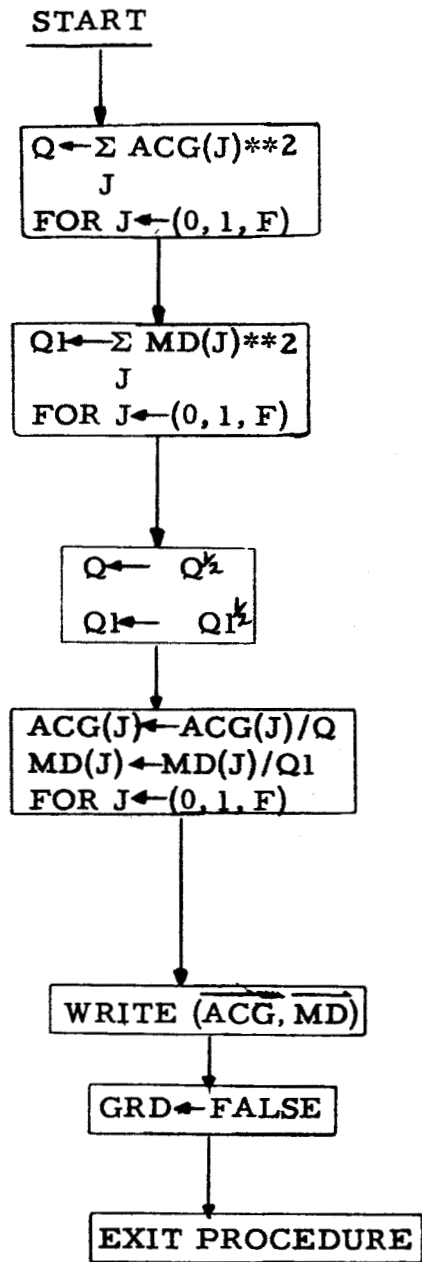 START
Q←Σ ACG(J)**2
J
FOR J←(0, 1, F)
Q1←Σ MD(J)**2
J
FOR J←(0, 1, F)
Q← Q½
Q1← Q1½
ACG(J)←ACG(J)/Q
MD(J)←MD(J)/Q1
FOR J←(0, 1, F)
WRITE (ACG, MD)
GRD←FALSE
EXIT PROCEDURE